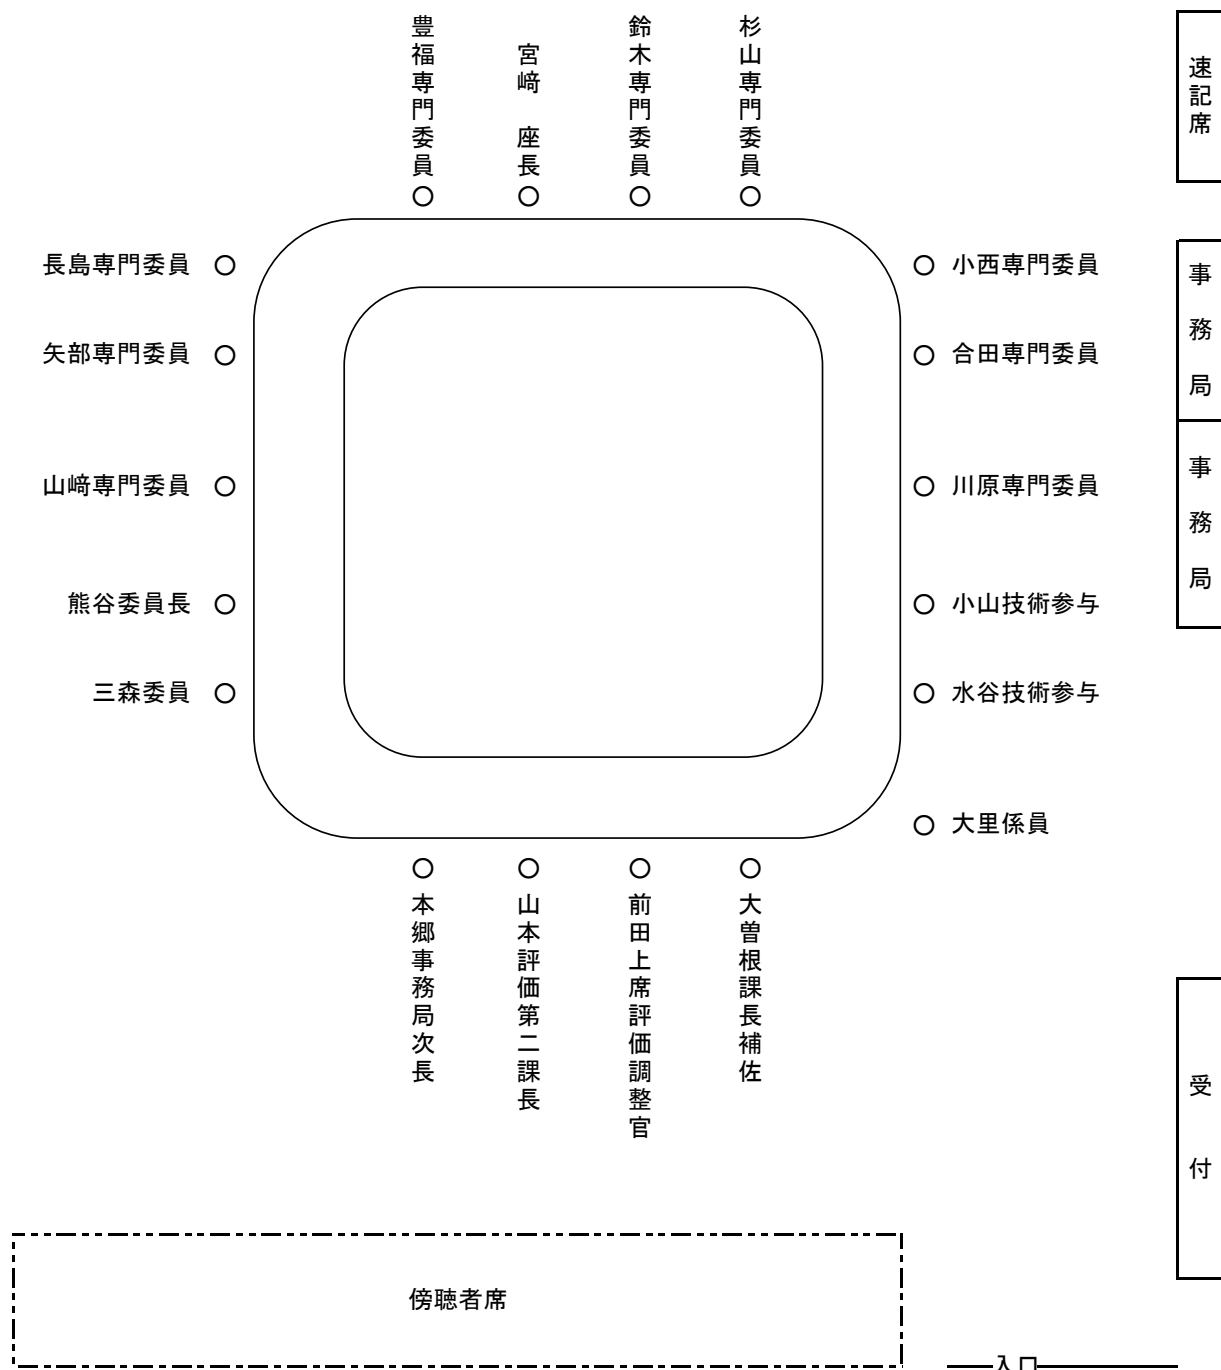 豊福専門委員
宮﨑　座長
鈴木専門委員
杉山専門委員
速記席
長島専門委員
小西専門委員
事務局
矢部専門委員
合田専門委員
山﨑専門委員
川原専門委員
事務局
熊谷委員長
小山技術参与
三森委員
水谷技術参与
大里係員
本郷事務局次長
山本評価第二課長
前田上席評価調整官
大曽根課長補佐
受付
傍聴者席
入口